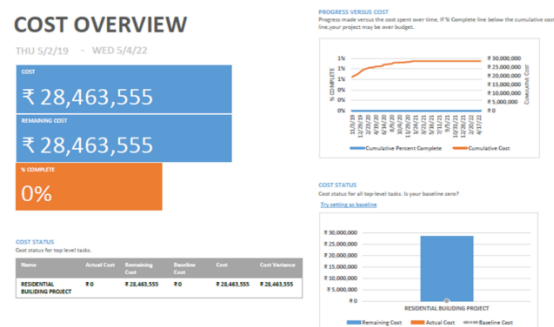 COST OVERVIEW
THU 5/2/19 - WED 5/4/22
COST
₹ 28,463,555
REMAINING COST
₹ 28,463,555
% COMPLETE
0%
COST STATUS
Cost status for top level tasks.
Name Actual Cost Remaining Cost Baseline Cost Cost Cost Variance
RESIDENTIAL BUILDING PROJECT ₹ 0 ₹ 28,463,555 ₹ 0 ₹ 28,463,555 ₹ 28,463,555
PROGRESS VERSUS COST
Progress made versus the cost spent over time. If % Complete line below the cumulative cost
line, your project may be over budget.
% COMPLETE
1%
1%
1%
0%
0%
0%
₹ 30,000,000
₹ 25,000,000
₹ 20,000,000
₹ 15,000,000
₹ 10,000,000
₹ 5,000,000
₹ 0
Cumulative Cost
Cumulative Percent Complete Cumulative Cost
COST STATUS
Cost status for all top-level tasks. Is your baseline zero?
Try setting as baseline
₹ 30,000,000
₹ 25,000,000
₹ 20,000,000
₹ 15,000,000
₹ 10,000,000
₹ 5,000,000
₹ 0
RESIDENTIAL BUILDING PROJECT
Remaining Cost Actual Cost Baseline Cost